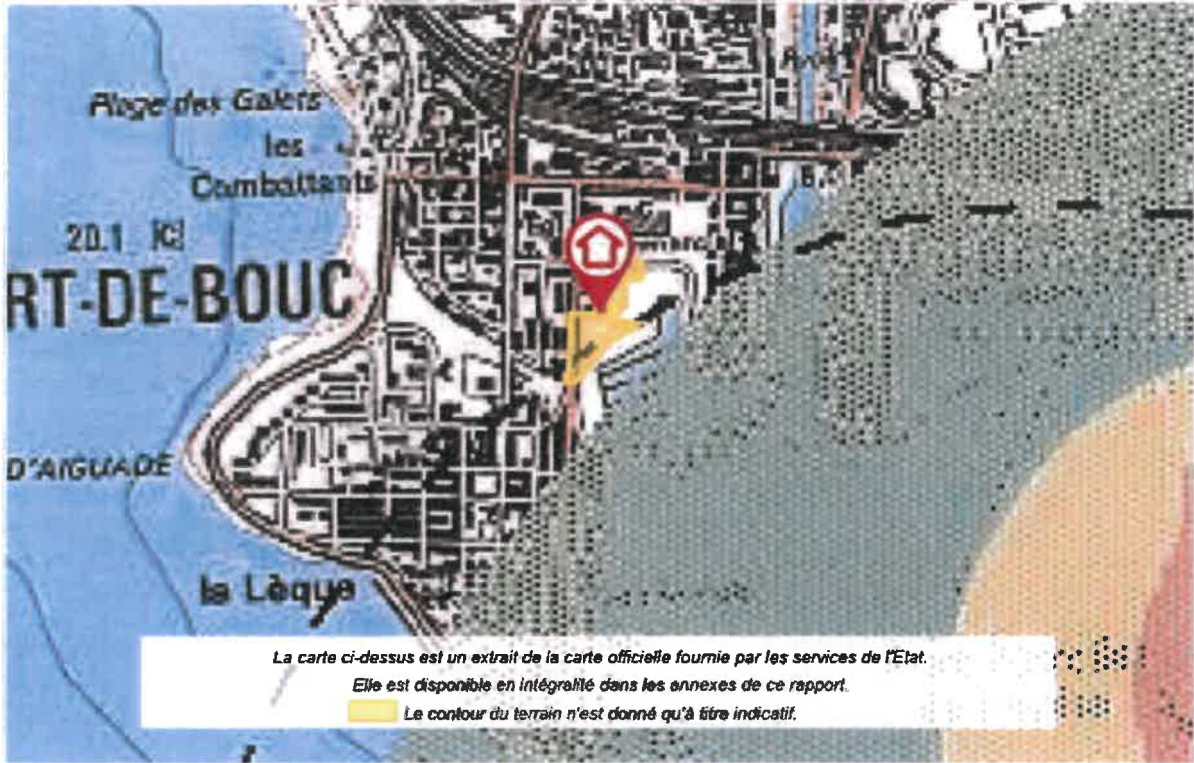 Plage des Galets
les
Combattants
20.1 [C]
RT-DE-BOUC
D'AIGUADE
la Lèque
La carte ci-dessus est un extrait de la carte officielle fournie par les services de l'Etat.
Elle est disponible en intégralité dans les annexes de ce rapport.
Le contour du terrain n'est donné qu'à titre indicatif.